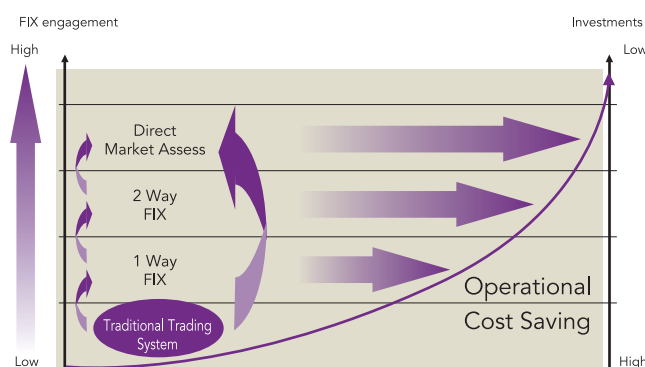 FIX engagement
Investments
High
Low
Direct
Market Assess
2 Way
FIX
1 Way
FIX
Operational
Cost Saving
Traditional Trading
System
Low
High